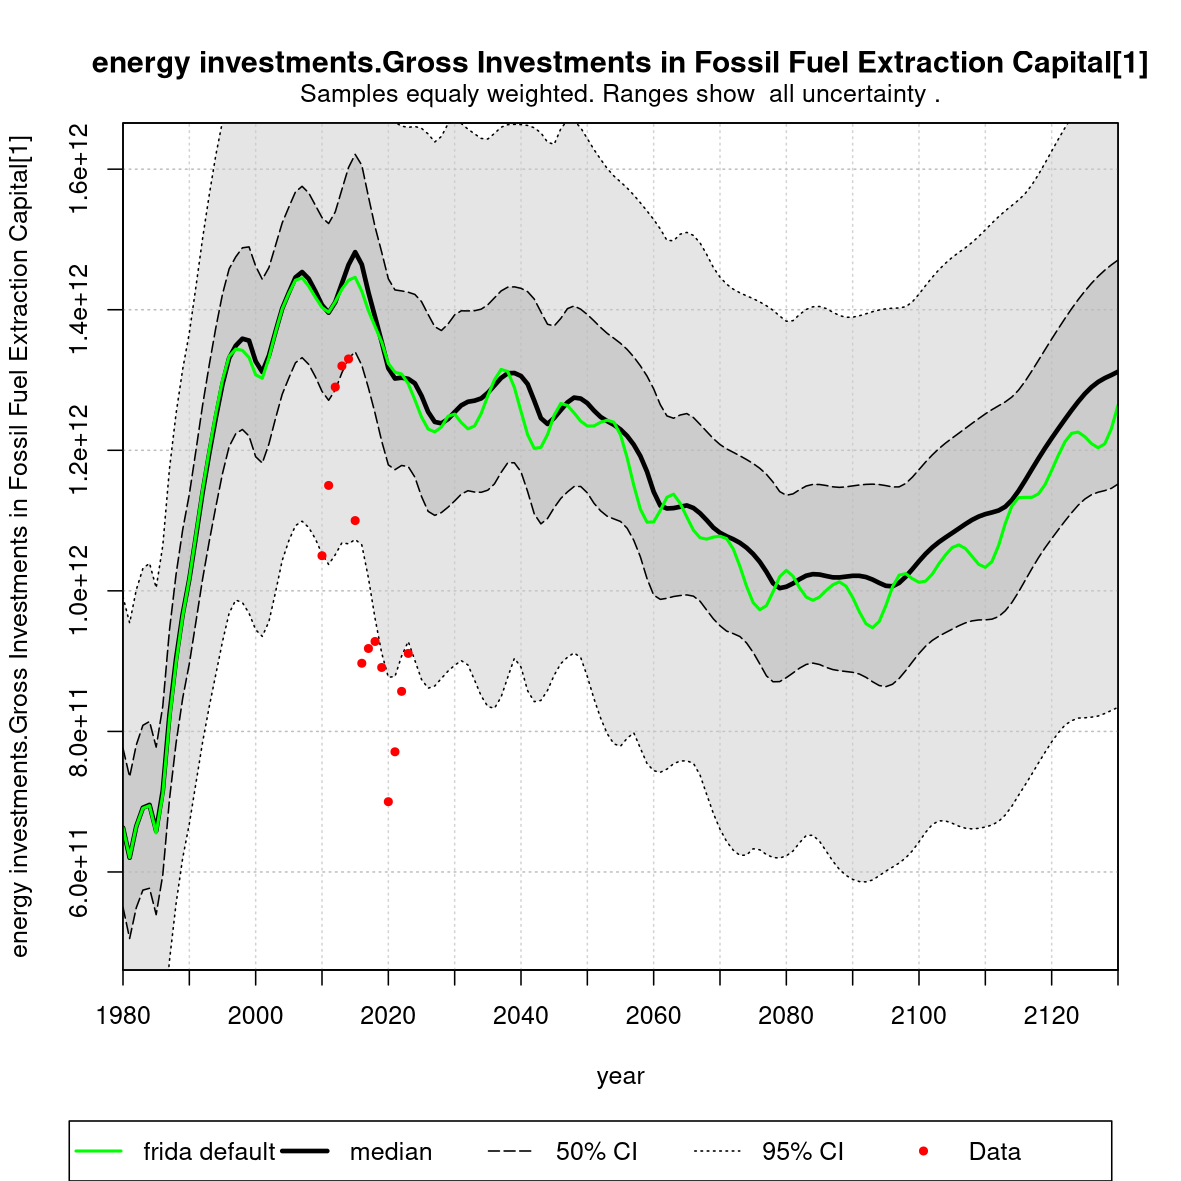 energy investments.Gross Investments in Fossil Fuel Extraction Capital[1]
Samples equaly weighted. Ranges show  all uncertainty .
energy investments.Gross Investments in Fossil Fuel Extraction Capital[1]
1.6e+12
1.4e+12
1.2e+12
1.0e+12
8.0e+11
6.0e+11
1980 2000 2020 2040 2060 2080 2100 2120
year
frida default median 50% CI 95% CI Data